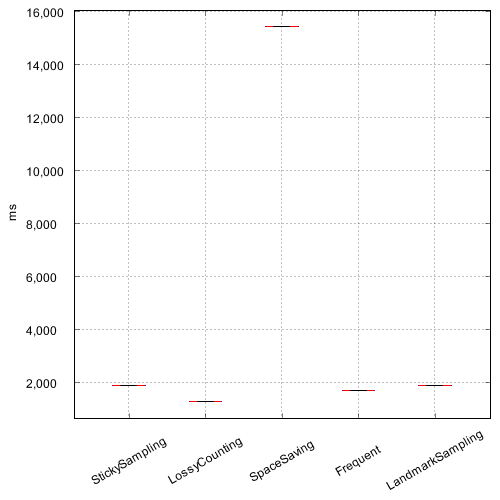 16,000
14,000
12,000
10,000
8,000
6,000
4,000
2,000
ms
StickySampling
LossyCounting
SpaceSaving
Frequent
LandmarkSampling